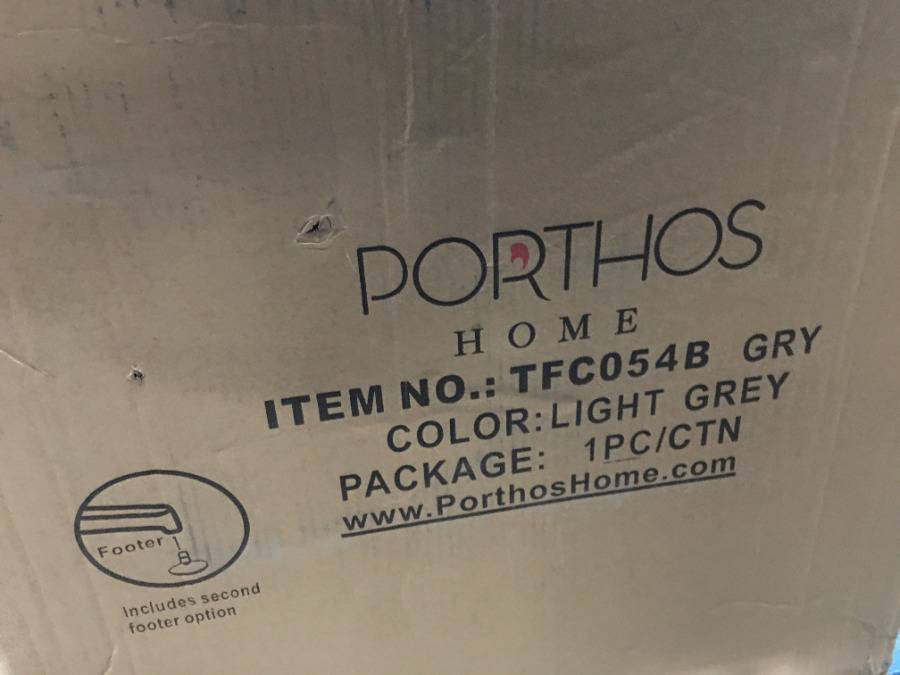 PORTHOS
HOME
ITEM NO.: TFC054B GRY
COLOR: LIGHT GREY
PACKAGE: 1PC/CTN
www.PorthosHome.com
Footer
Includes second
footer option